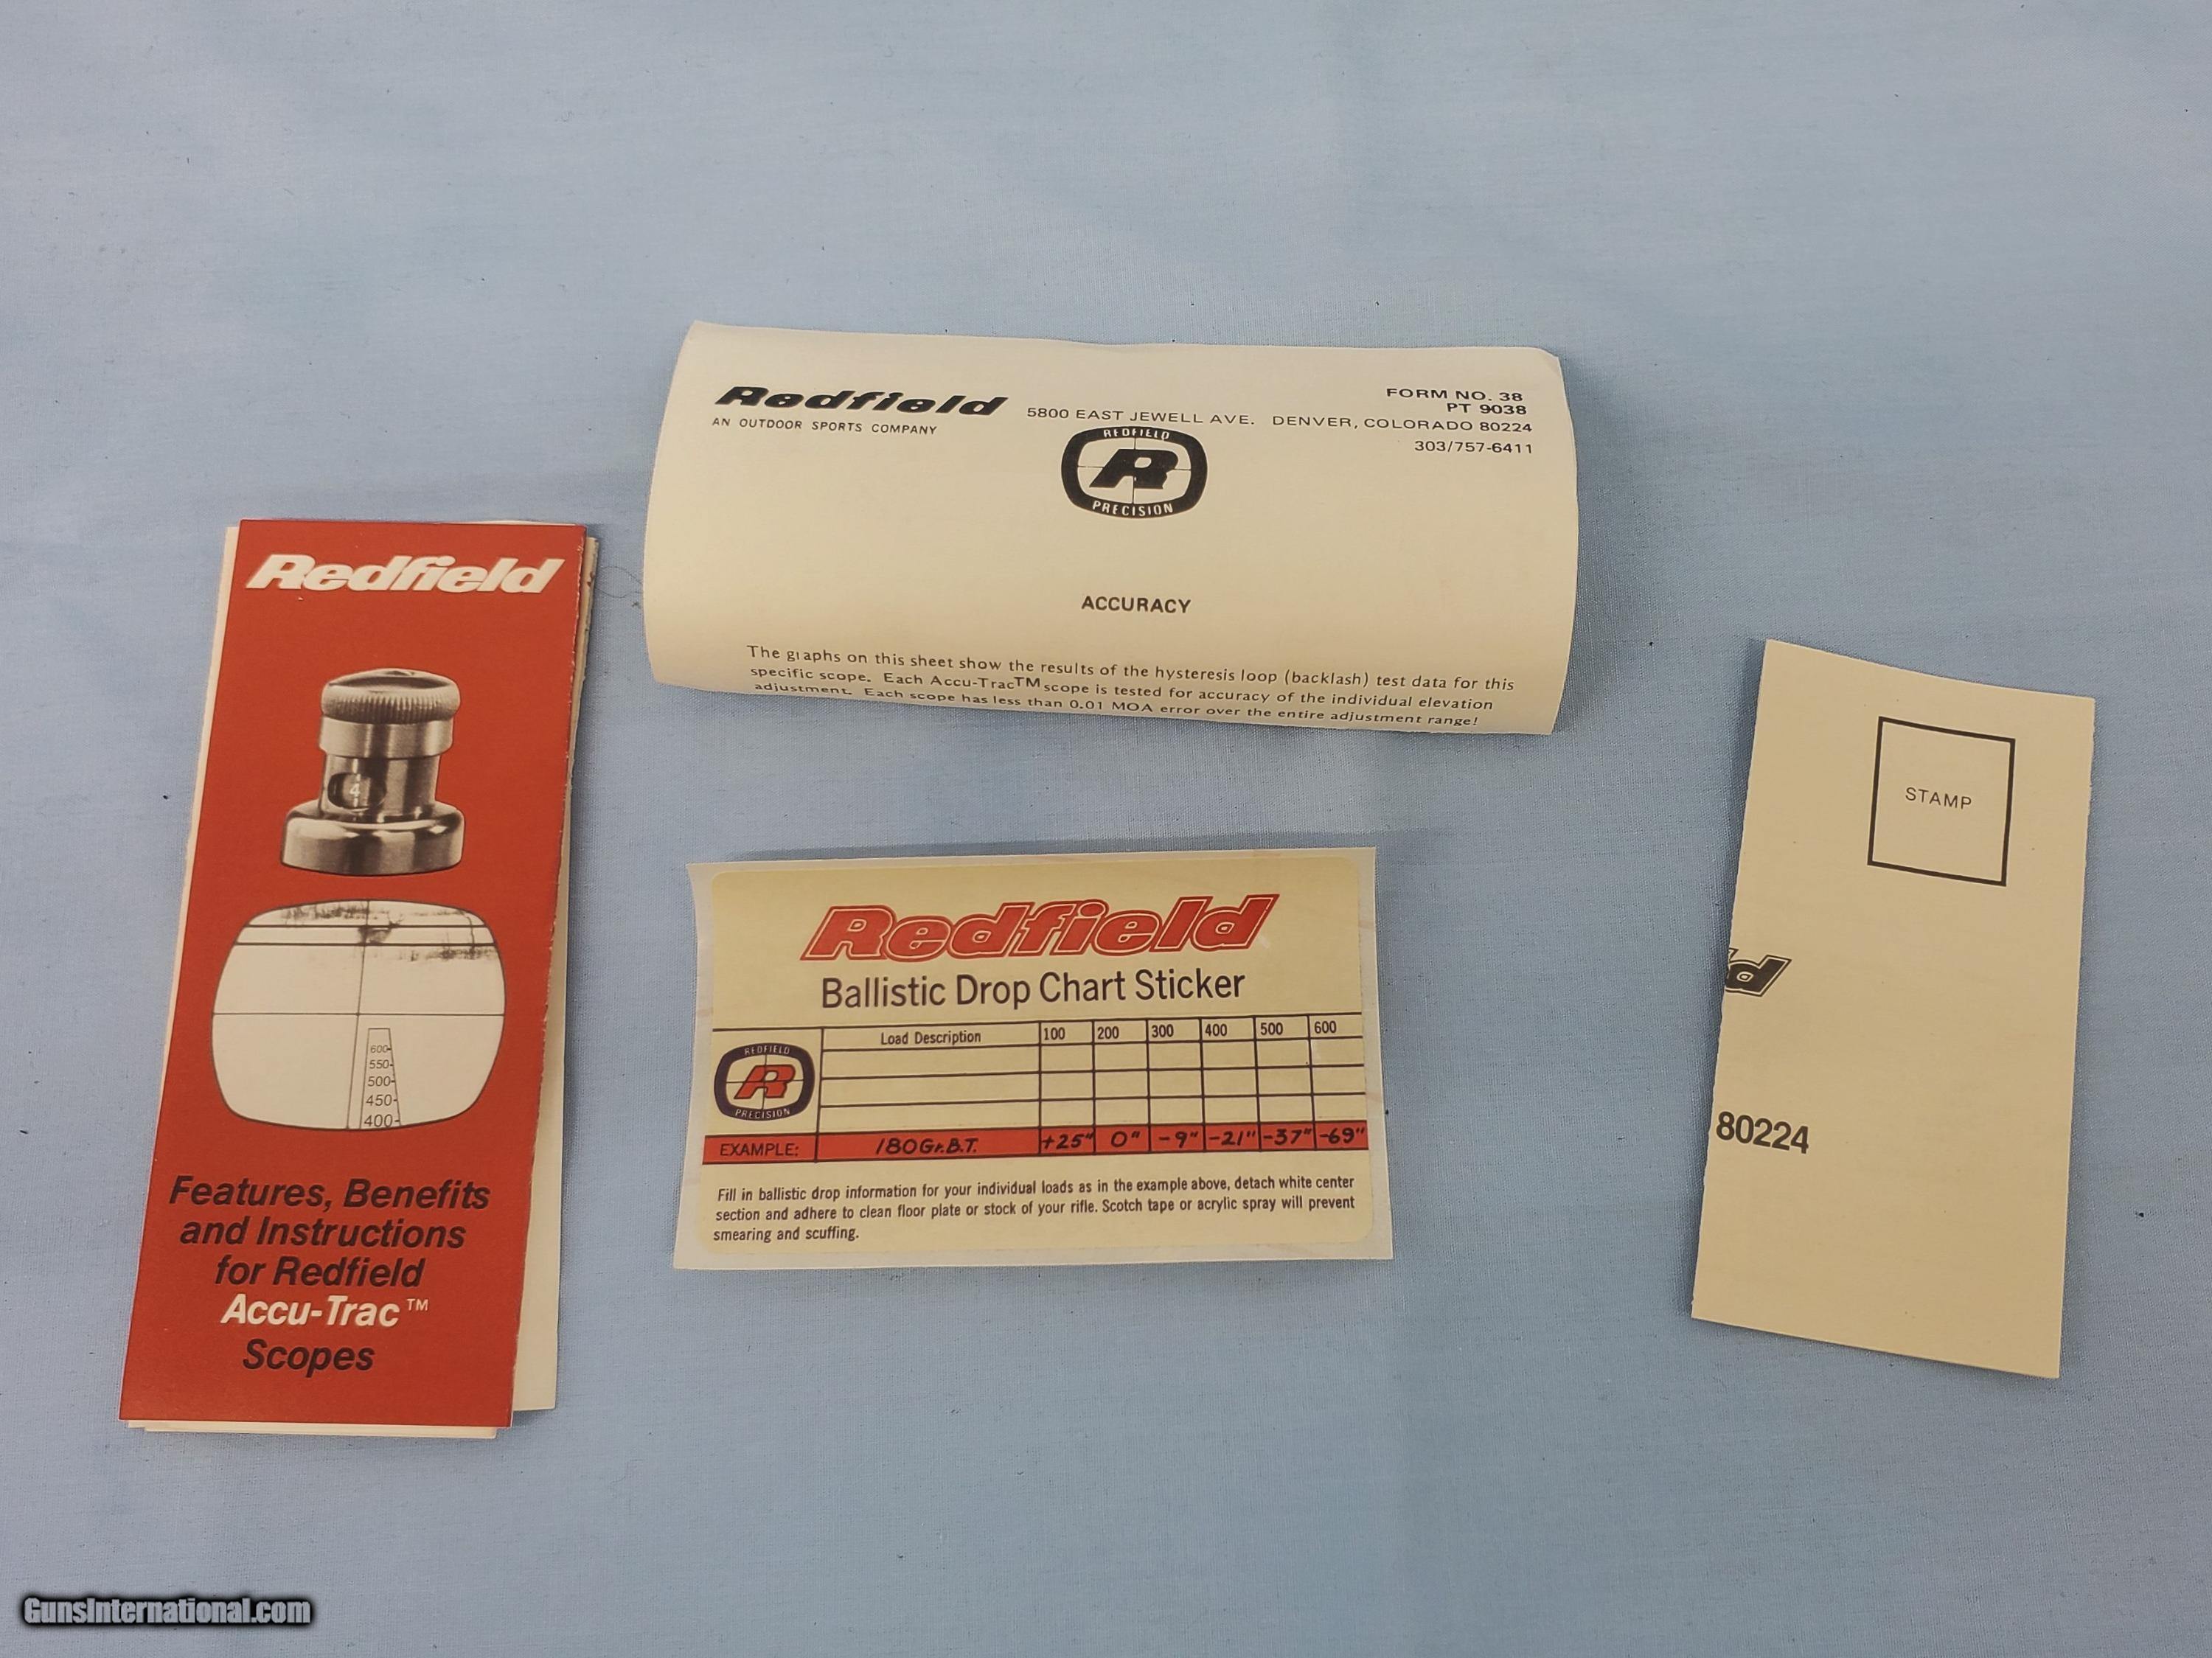 Redfield
AN OUTDOOR SPORTS COMPANY
FORM NO. 38
PT 9038
5800 EAST JEWELL AVE. DENVER, COLORADO 80224
303/757-6411
REDFIELD
R
PRECISION
ACCURACY
The graphs on this sheet show the results of the hysteresis loop (backlash) test data for this
specific scope. Each Accu-Trac™ scope is tested for accuracy of the individual elevation
adjustment. Each scope has less than 0.01 MOA error over the entire adjustment range!
Redfield
4
600-
550-
500-
450-
400-
Features, Benefits
and Instructions
for Redfield
Accu-Trac™
Scopes
Redfield
Ballistic Drop Chart Sticker
Load Description 100 200 300 400 500 600
REDFIELD
R
PRECISION
EXAMPLE: 180Gr.B.T. +25" 0" -9" -21" -37" -69"
Fill in ballistic drop information for your individual loads as in the example above, detach white center
section and adhere to clean floor plate or stock of your rifle. Scotch tape or acrylic spray will prevent
smearing and scuffing.
STAMP
d
80224
GunsInternational.com